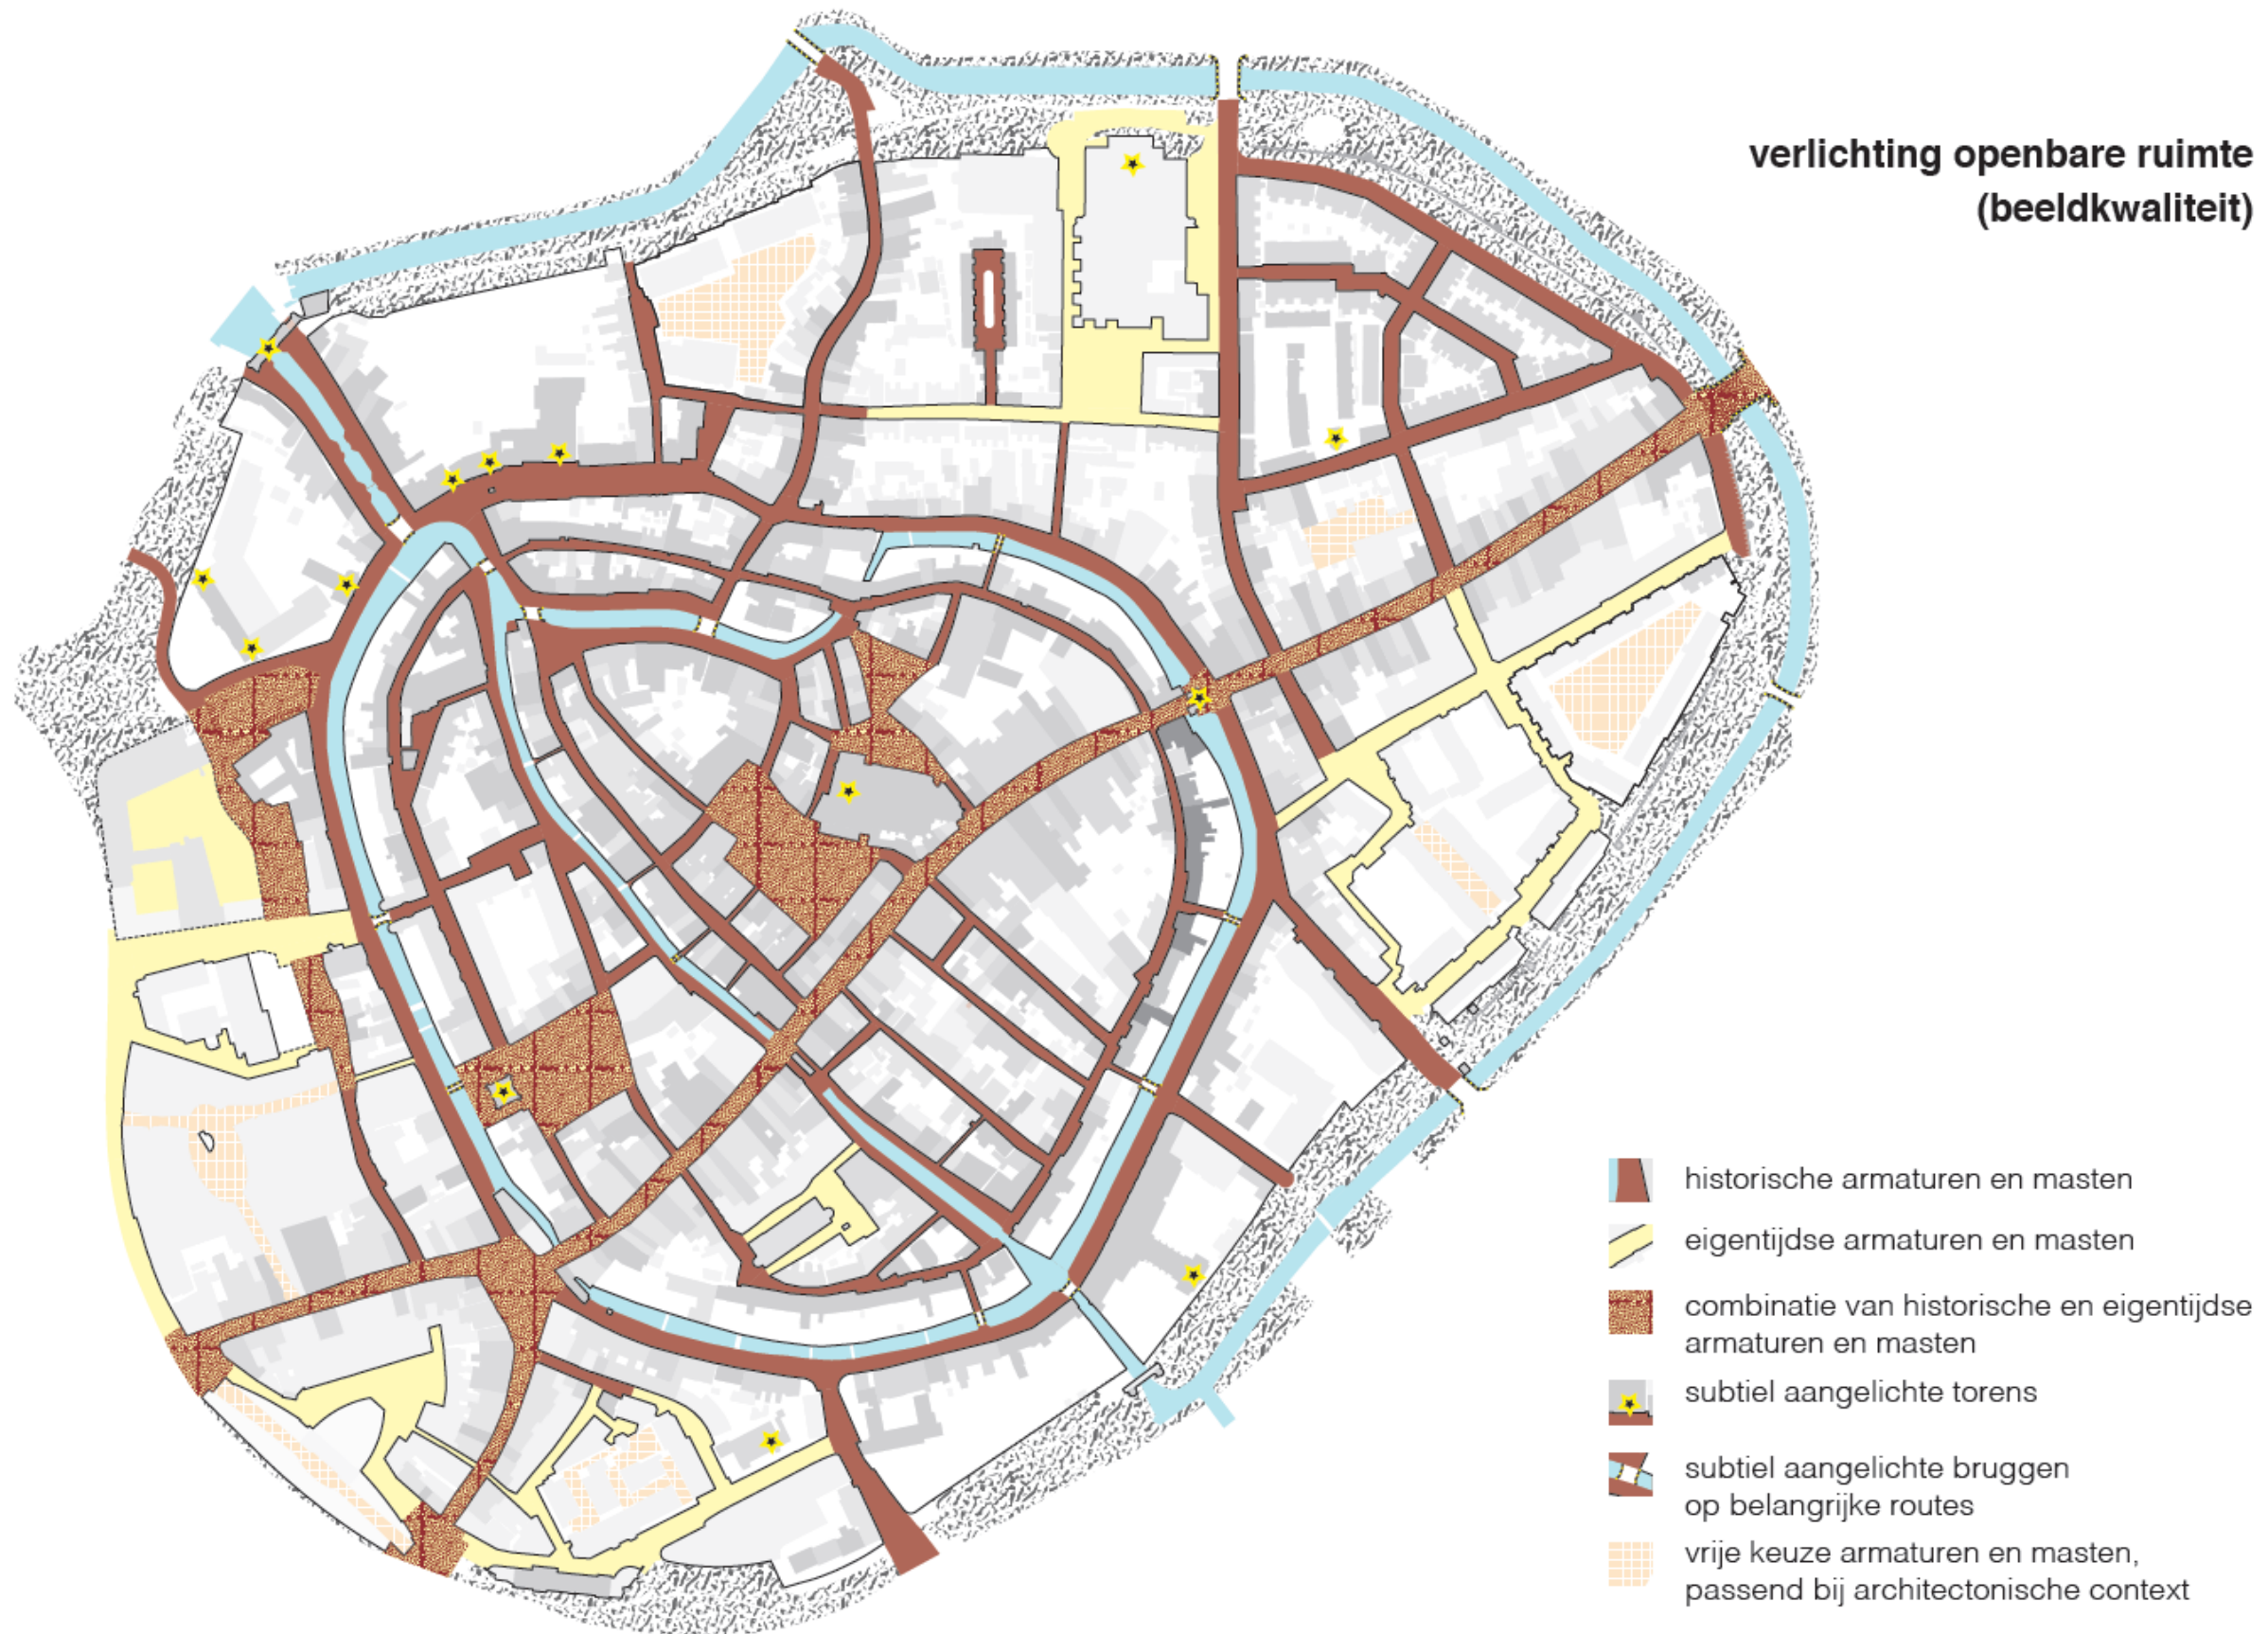 verlichting openbare ruimte
(beeldkwaliteit)
historische armaturen en masten
eigentijdse armaturen en masten
combinatie van historische en eigentijdse
armaturen en masten
subtiel aangelichte torens
subtiel aangelichte bruggen
op belangrijke routes
vrije keuze armaturen en masten,
passend bij architectonische context